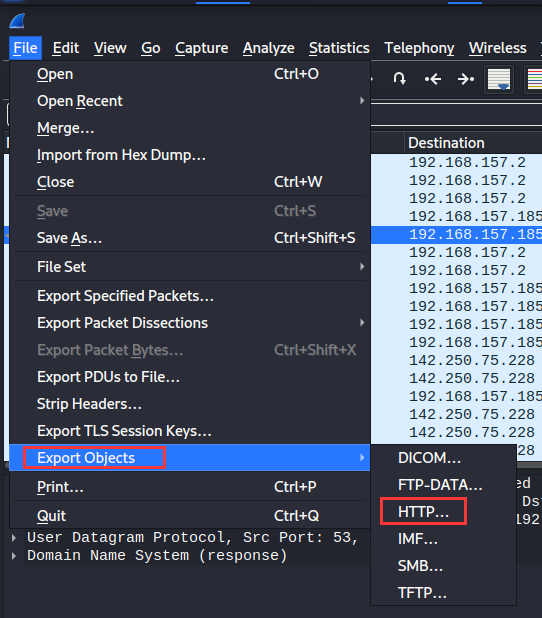 File Edit View Go Capture Analyze Statistics Telephony Wireless
Open Ctrl+O
Open Recent
Merge...
Import from Hex Dump...
Close Ctrl+W
Save Ctrl+S
Save As... Ctrl+Shift+S
File Set
Export Specified Packets...
Export Packet Dissections
Export Packet Bytes... Ctrl+Shift+X
Export PDUs to File...
Strip Headers...
Export TLS Session Keys...
Export Objects
Print... Ctrl+P
Quit Ctrl+Q
DICOM...
FTP-DATA...
HTTP...
IMF...
SMB...
TFTP...
Destination
192.168.157.2
192.168.157.2
192.168.157.2
192.168.157.185
192.168.157.185
192.168.157.2
192.168.157.2
192.168.157.185
192.168.157.185
192.168.157.185
192.168.157.185
142.250.75.228
142.250.75.228
192.168.157.185
142.250.75.228
142.250.75.228
User Datagram Protocol, Src Port: 53,
Domain Name System (response)